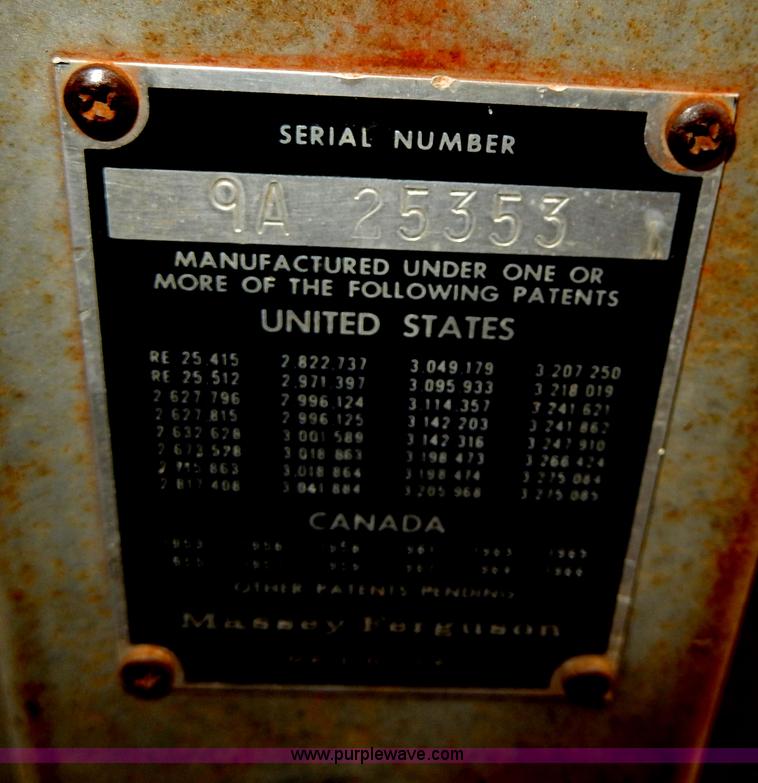 SERIAL NUMBER
9A 25353
MANUFACTURED UNDER ONE OR
MORE OF THE FOLLOWING PATENTS
UNITED STATES
RE 25.415 2.822.737 3.049.179 3 207 250
RE 25.512 2.971.397 3.095 933 3 218 019
2 627 796 2 996.124 3.114.357 3 241 621
2 627.815 2 996 125 3 142 203 3 241 862
2 632 628 3 001 589 3 142 316 3 247 910
2 673 528 3 018 863 3 198 473 3 266 424
2 715 863 3.018 864 3 198 474 3 275 084
2 817 408 3 041 884 3 205 968 3 275 085
CANADA
OTHER PATENTS PENDING
Massey Ferguson
www.purplewave.com